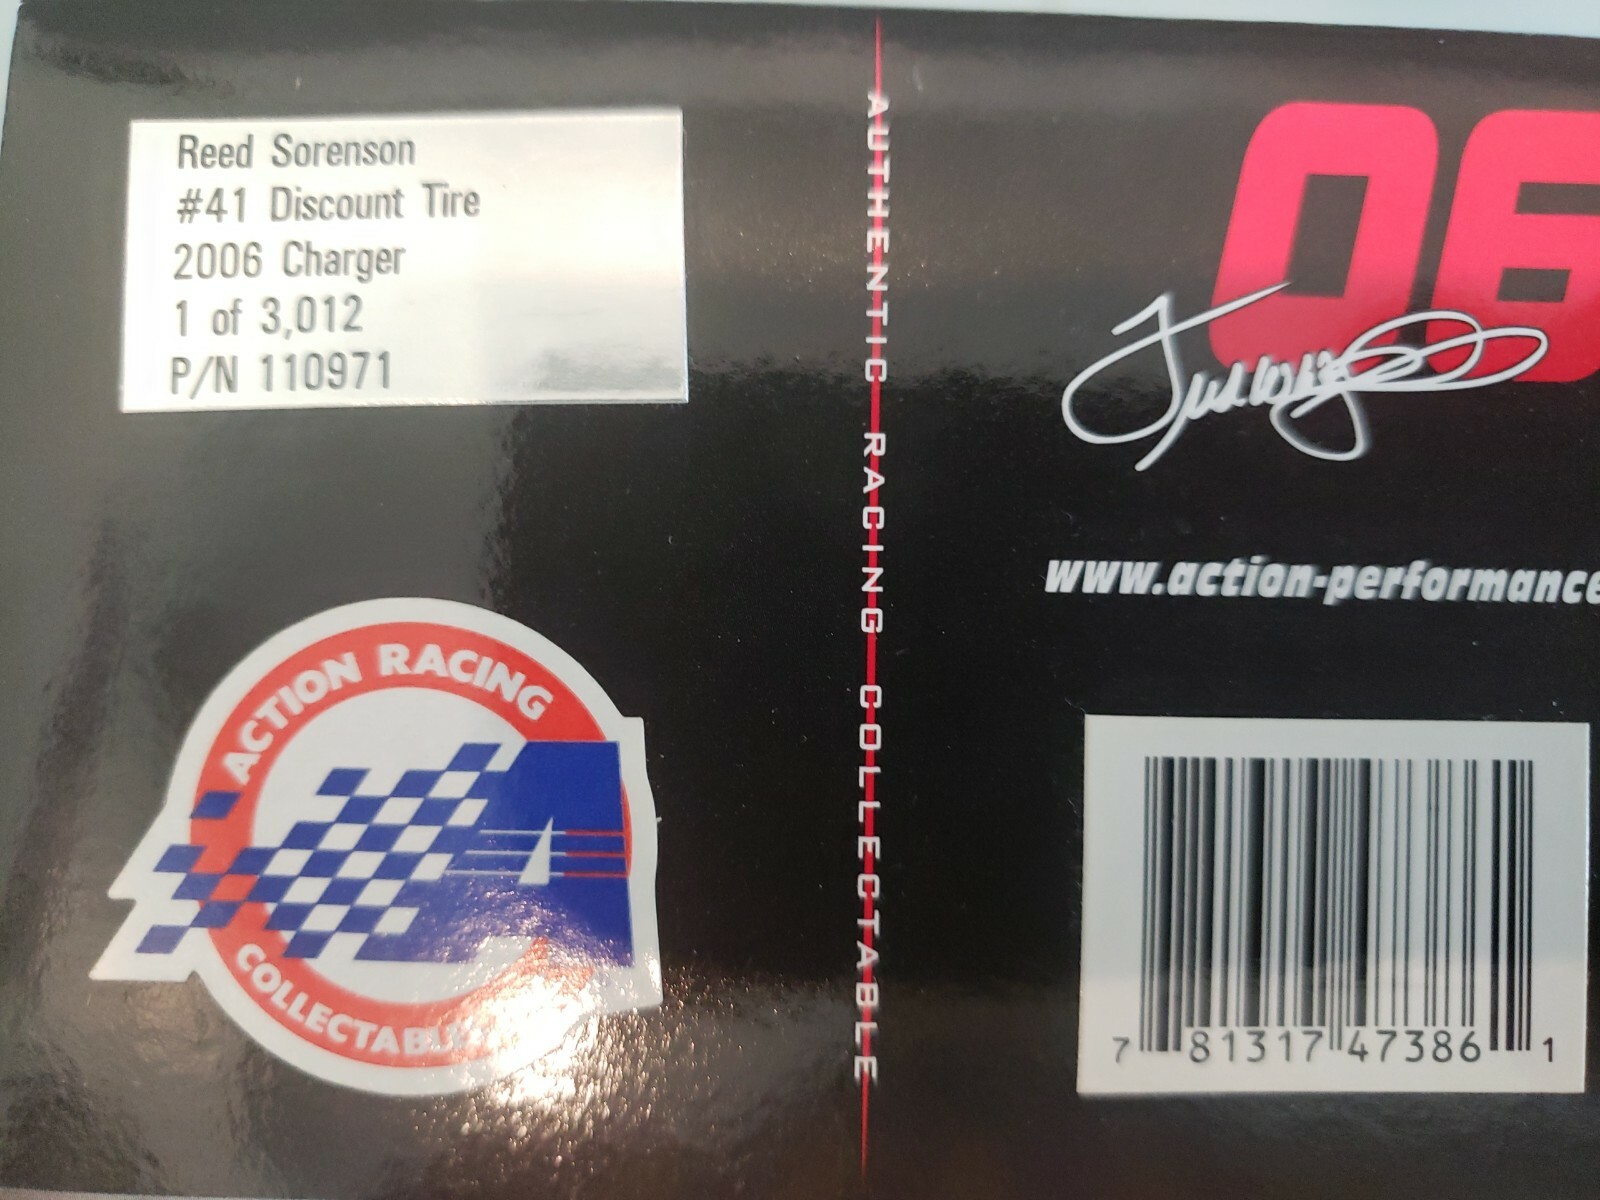 Reed Sorenson
#41 Discount Tire
2006 Charger
1 of 3,012
P/N 110971
ACTION RACING
COLLECTABLES
AUTHENTIC RACING COLLECTABLE
06
www.action-performance
7 81317 47386 1